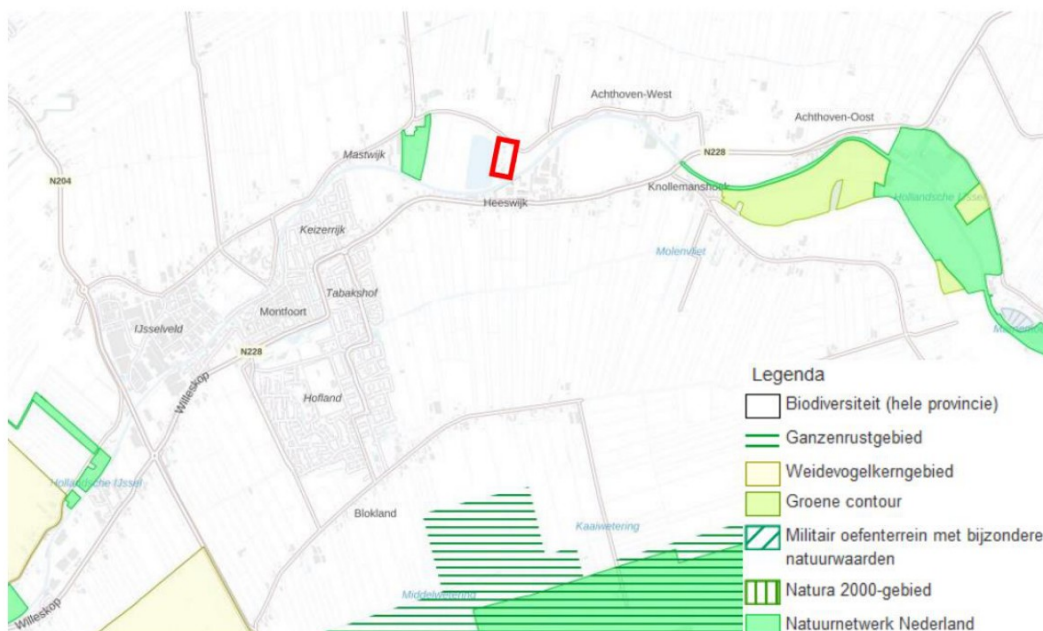 Achthoven-West
Achthoven-Oost
Mastwijk
N228
N204
Knollemanshoek
Hollandsche IJssel
Heeswijk
Keizerrijk
Molenvliet
Tabakshof
Montfoort
IJsselveld
N228
Willeskop
Hofland
Hollandsche IJssel
Blokland
Kaaiwetering
Middelwetering
Willeskop
Legenda
Biodiversiteit (hele provincie)
Ganzenrustgebied
Weidevogelkerngebied
Groene contour
Militair oefenterrein met bijzondere
natuurwaarden
Natura 2000-gebied
Natuurnetwerk Nederland